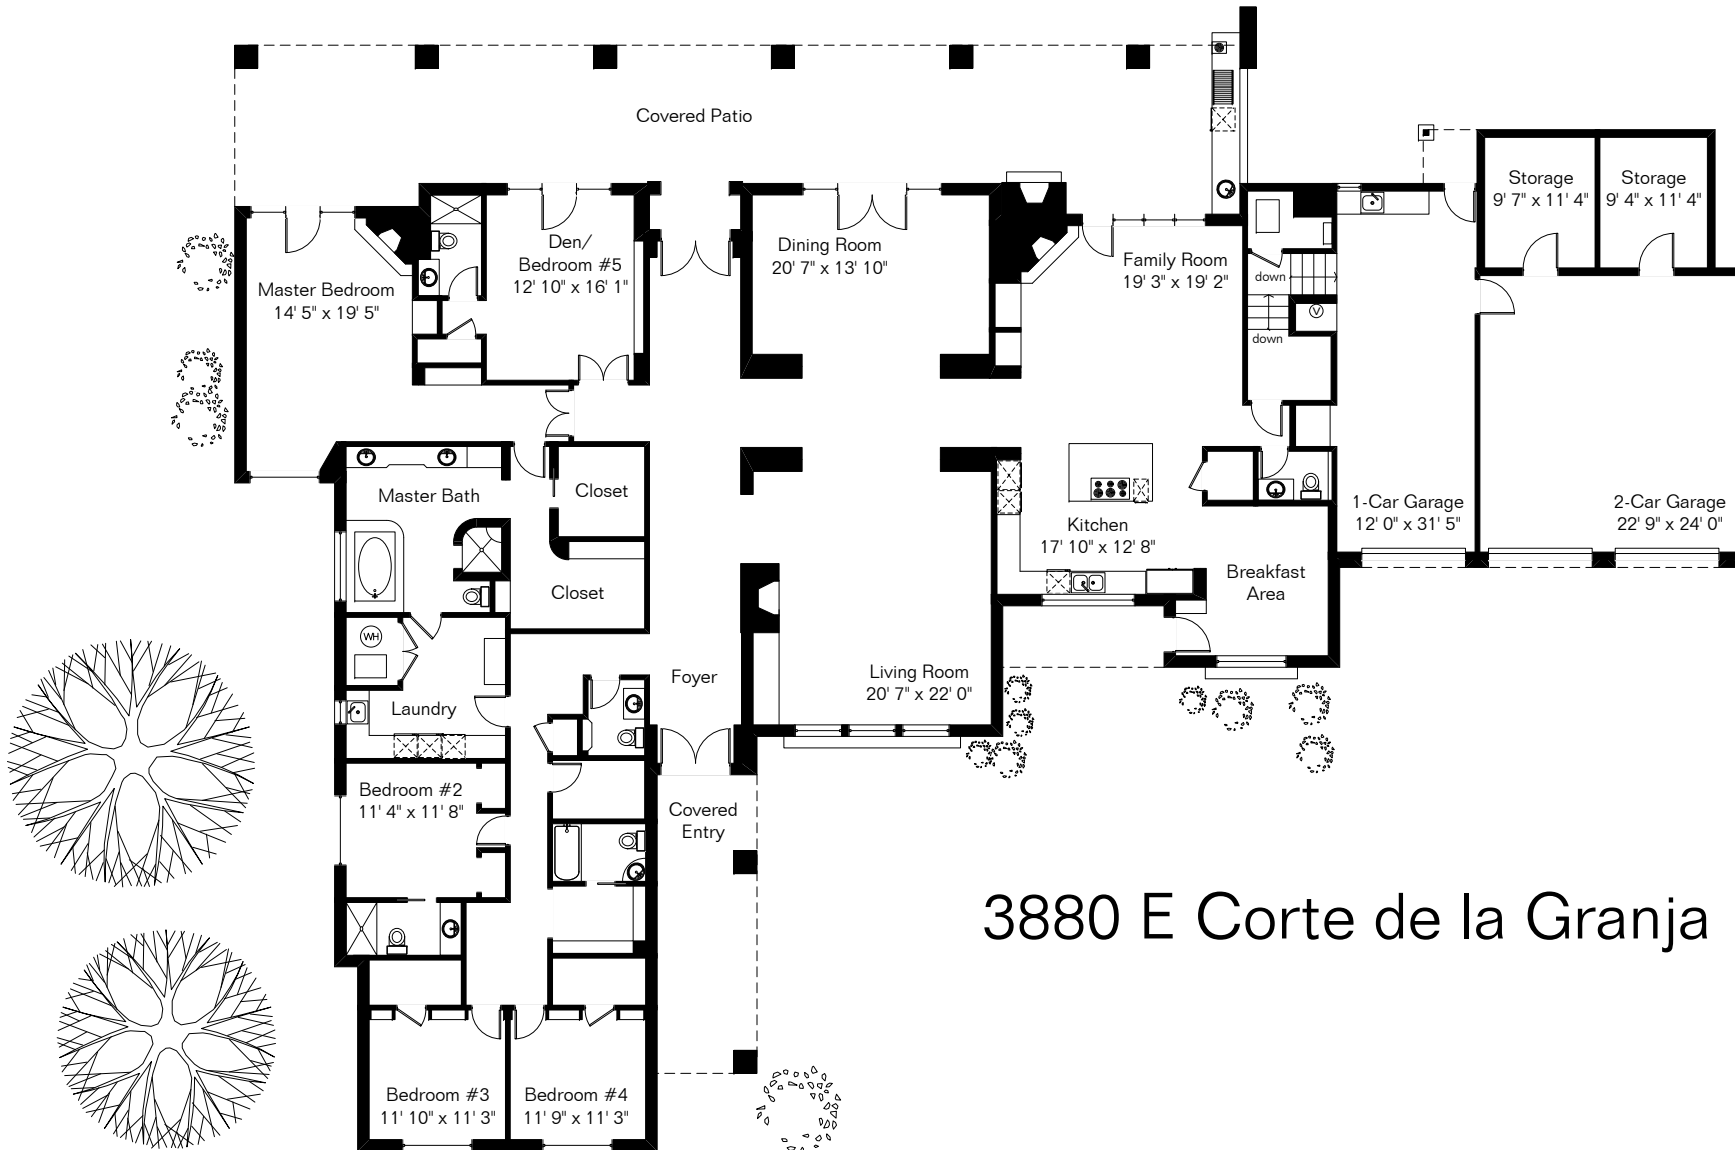 Covered Patio
Storage
9' 7" x 11' 4"
Storage
9' 4" x 11' 4"
Den/
Bedroom #5
12' 10" x 16' 1"
Dining Room
20' 7" x 13' 10"
Family Room
19' 3" x 19' 2"
Master Bedroom
14' 5" x 19' 5"
down
V
down
Master Bath
Closet
1-Car Garage
12' 0" x 31' 5"
2-Car Garage
22' 9" x 24' 0"
Kitchen
17' 10" x 12' 8"
Breakfast
Area
Closet
WH
Foyer
Living Room
20' 7" x 22' 0"
Laundry
Bedroom #2
11' 4" x 11' 8"
Covered
Entry
3880 E Corte de la Granja
Bedroom #3
11' 10" x 11' 3"
Bedroom #4
11' 9" x 11' 3"